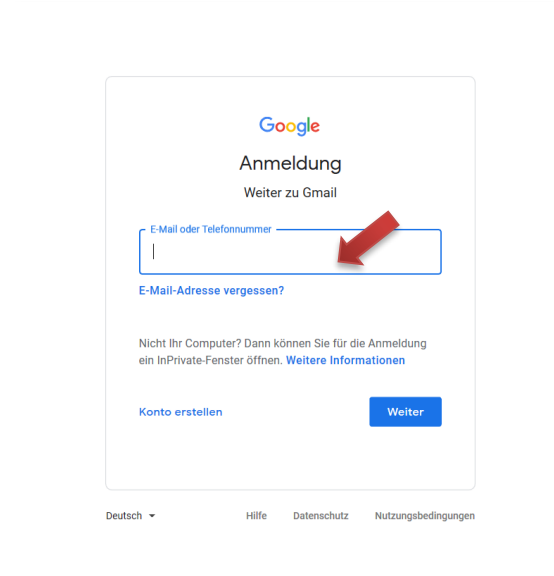 Google
Anmeldung
Weiter zu Gmail
E-Mail oder Telefonnummer
E-Mail-Adresse vergessen?
Nicht Ihr Computer? Dann können Sie für die Anmeldung
ein InPrivate-Fenster öffnen. Weitere Informationen
Konto erstellen
Weiter
Deutsch
Hilfe
Datenschutz
Nutzungsbedingungen